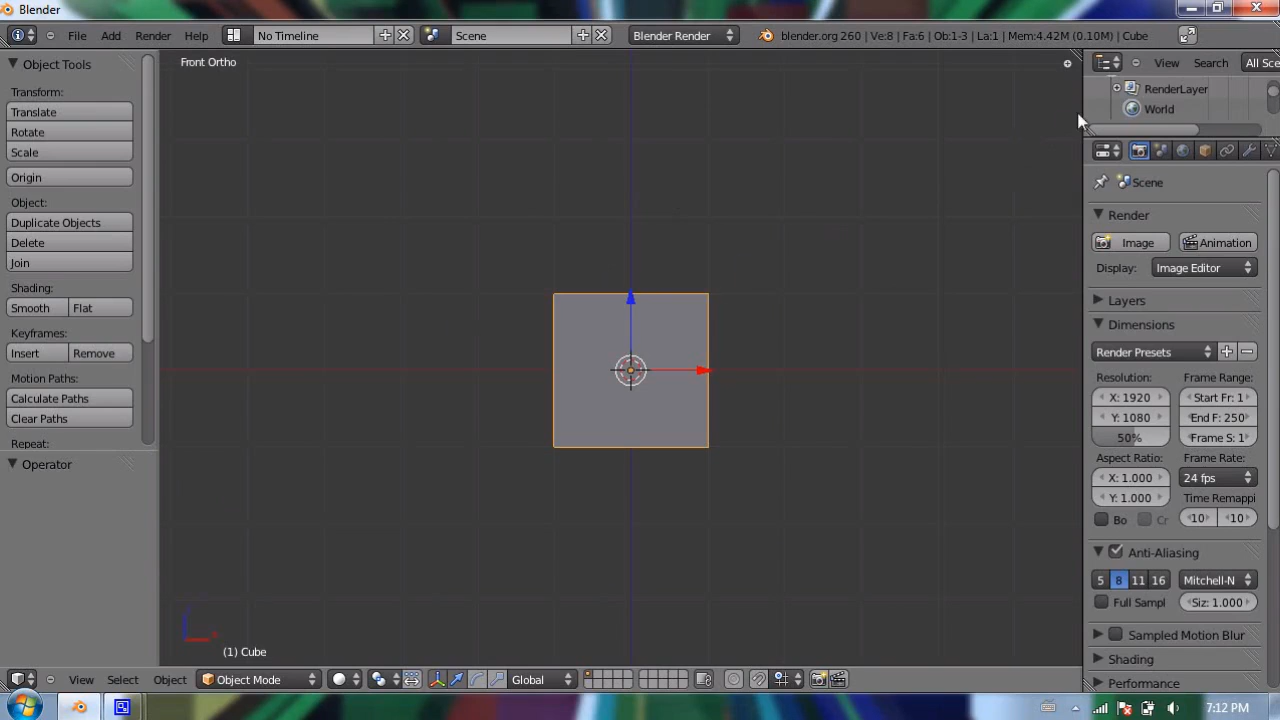 Blender
File Add Render Help No Timeline Scene Blender Render blender.org 260 | Ve:8 | Fa:6 | Ob:1-3 | La:1 | Mem:4.42M (0.10M) | Cube
Object Tools
Transform:
Translate
Rotate
Scale
Origin
Object:
Duplicate Objects
Delete
Join
Shading:
Smooth Flat
Keyframes:
Insert Remove
Motion Paths:
Calculate Paths
Clear Paths
Repeat:
Operator
Front Ortho
(1) Cube
View Select Object Object Mode Global
View Search All Sce
RenderLayer
World
Scene
Render
Image Animation
Display: Image Editor
Layers
Dimensions
Render Presets
Resolution: Frame Range:
X: 1920 Start Fr: 1
Y: 1080 End F: 250
50% Frame S: 1
Aspect Ratio: Frame Rate:
X: 1.000 24 fps
Y: 1.000 Time Remappi
Bo Cr 10 10
Anti-Aliasing
5 8 11 16 Mitchell-N
Full Sampl Siz: 1.000
Sampled Motion Blur
Shading
Performance
7:12 PM